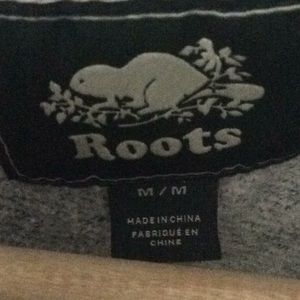 Roots
M / M
MADE IN CHINA
FABRIQUÉ EN
CHINE